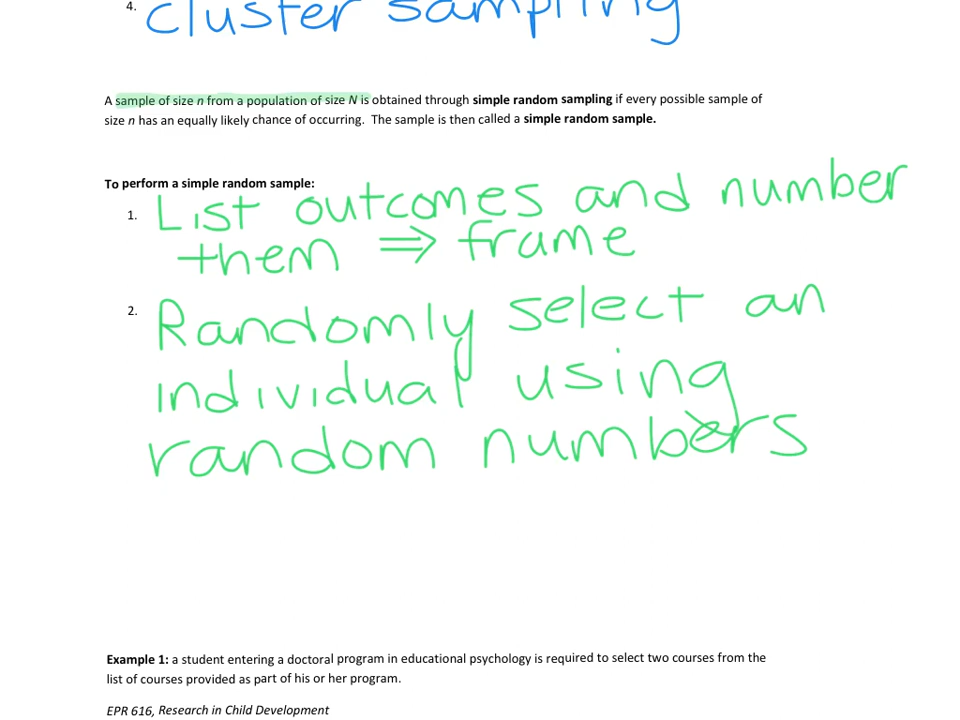 4. cluster sampling
A sample of size n from a population of size N is obtained through simple random sampling if every possible sample of
size n has an equally likely chance of occurring. The sample is then called a simple random sample.
To perform a simple random sample:
1. List outcomes and number
them ⇒ frame
2. Randomly select an
individual using
random numbers
Example 1: a student entering a doctoral program in educational psychology is required to select two courses from the
list of courses provided as part of his or her program.
EPR 616, Research in Child Development